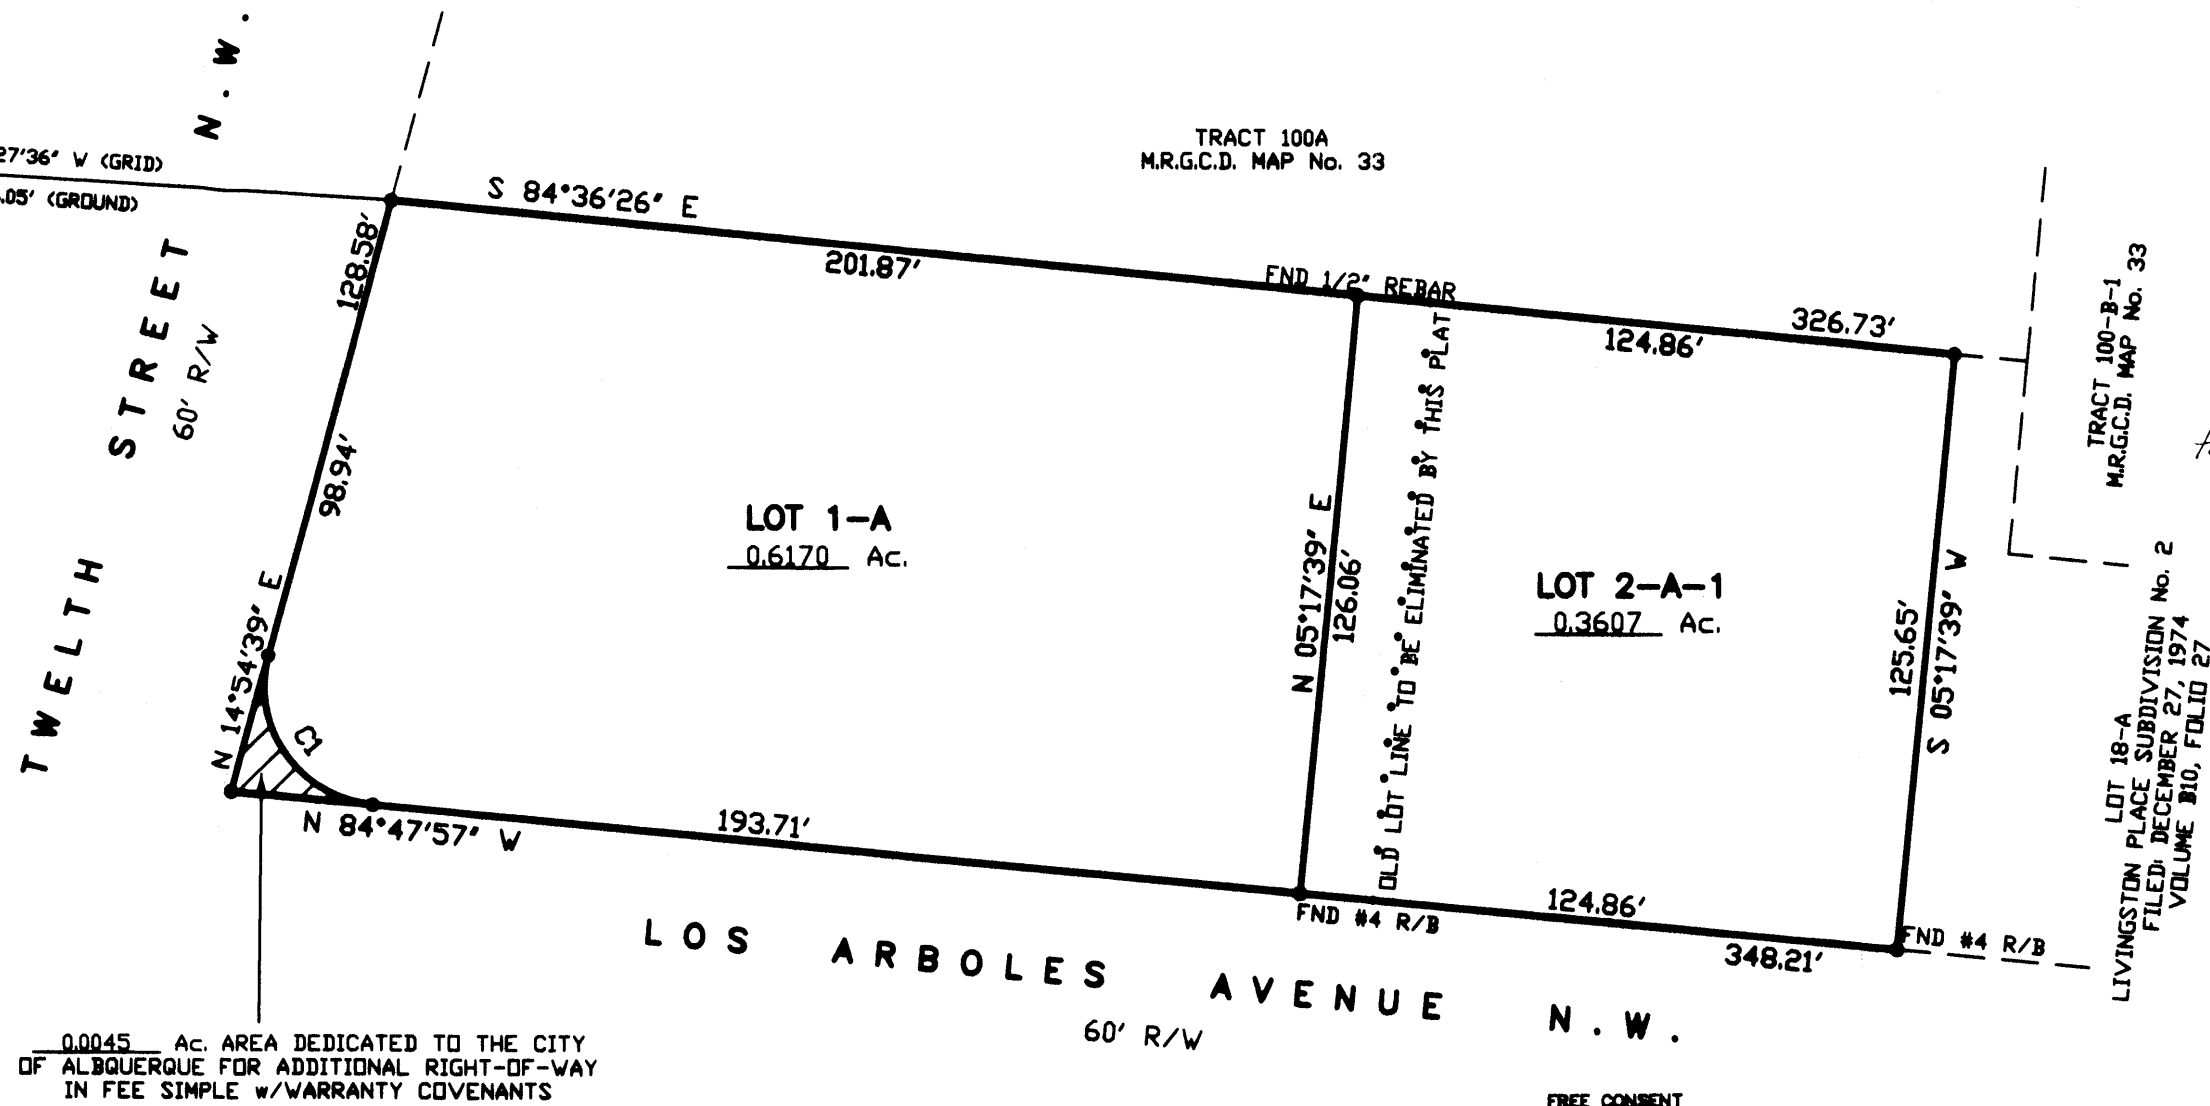 N.W.
27'36" W (GRID)
.05' (GROUND)
TRACT 100A
M.R.G.C.D. MAP No. 33
S 84°36'26" E
201.87'
FND 1/2" REBAR
326.73'
124.86'
128.58'
98.94'
N 14°54'39" E
TWELTH STREET
60' R/W
LOT 1-A
0.6170 Ac.
N 05°17'39" E
126.06'
OLD LOT LINE TO BE ELIMINATED BY THIS PLAT
LOT 2-A-1
0.3607 Ac.
125.65'
S 05°17'39" W
TRACT 100-B-1
M.R.G.C.D. MAP No. 33
LOT 18-A
LIVINGSTON PLACE SUBDIVISION No. 2
FILED: DECEMBER 27, 1974
VOLUME B10, FOLIO 27
C1
N 84°47'57" W
193.71'
FND #4 R/B
124.86'
348.21'
FND #4 R/B
LOS ARBOLES AVENUE N.W.
60' R/W
0.0045 Ac. AREA DEDICATED TO THE CITY
OF ALBQUERQUE FOR ADDITIONAL RIGHT-OF-WAY
IN FEE SIMPLE w/WARRANTY COVENANTS
FREE CONSENT